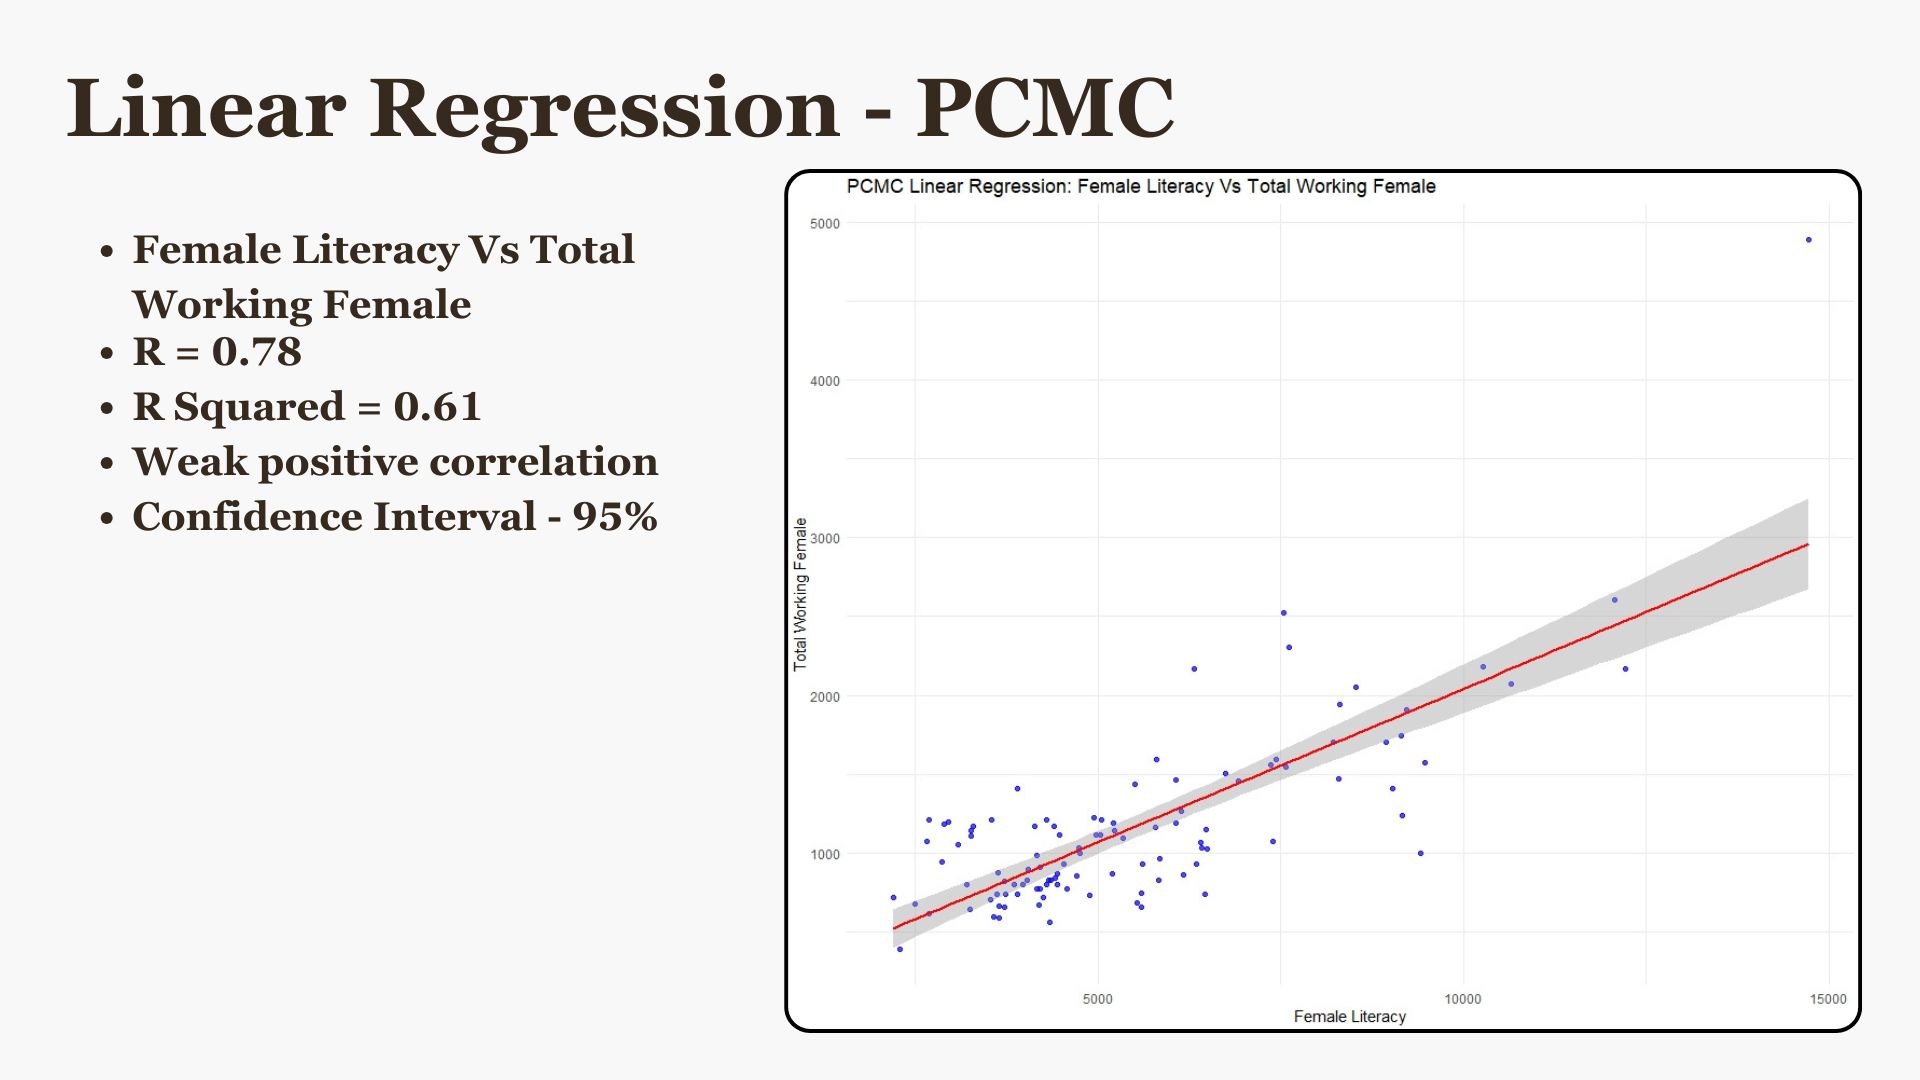 Linear Regression - PCMC
• Female Literacy Vs Total
Working Female
• R = 0.78
• R Squared = 0.61
• Weak positive correlation
• Confidence Interval - 95%
PCMC Linear Regression: Female Literacy Vs Total Working Female
5000
4000
3000
2000
1000
Total Working Female
5000 10000 15000
Female Literacy